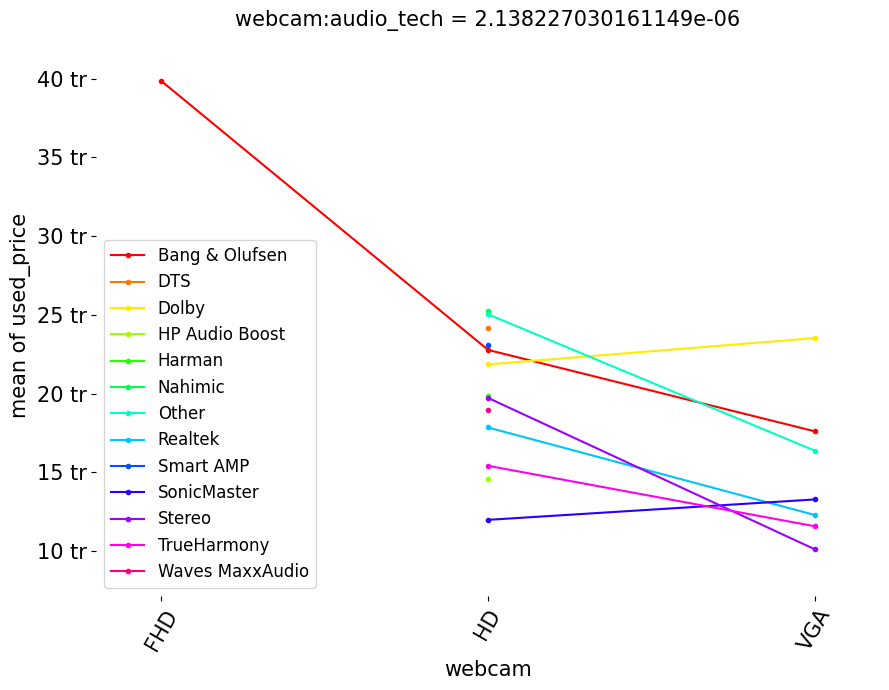 webcam:audio_tech = 2.138227030161149e-06
40 tr
35 tr
30 tr
25 tr
20 tr
15 tr
10 tr
mean of used_price
Bang & Olufsen
DTS
Dolby
HP Audio Boost
Harman
Nahimic
Other
Realtek
Smart AMP
SonicMaster
Stereo
TrueHarmony
Waves MaxxAudio
FHD
HD
VGA
webcam